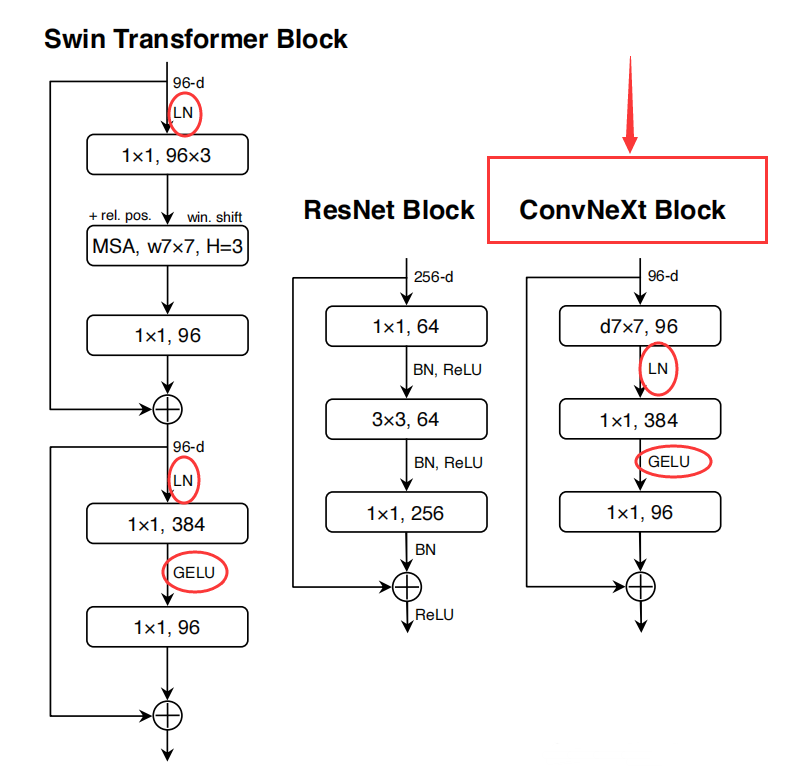 Swin Transformer Block
96-d
LN
1×1, 96×3
+ rel. pos.
win. shift
MSA, w7×7, H=3
1×1, 96
96-d
LN
1×1, 384
GELU
1×1, 96
ResNet Block
256-d
1×1, 64
BN, ReLU
3×3, 64
BN, ReLU
1×1, 256
BN
ReLU
ConvNeXt Block
96-d
d7×7, 96
LN
1×1, 384
GELU
1×1, 96